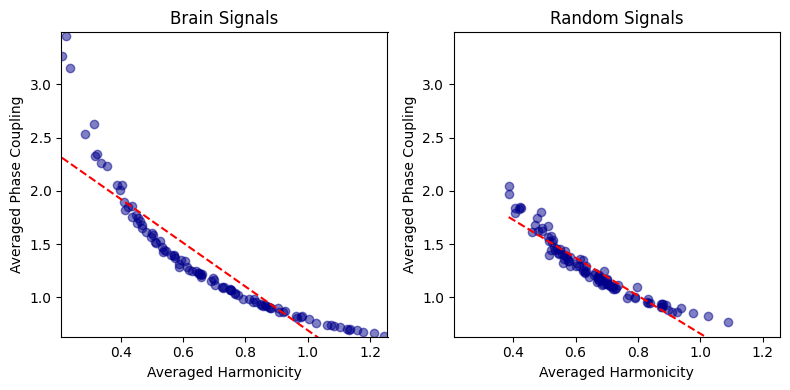 Brain Signals
Averaged Phase Coupling
3.0
2.5
2.0
1.5
1.0
0.4 0.6 0.8 1.0 1.2
Averaged Harmonicity
Random Signals
Averaged Phase Coupling
3.0
2.5
2.0
1.5
1.0
0.4 0.6 0.8 1.0 1.2
Averaged Harmonicity